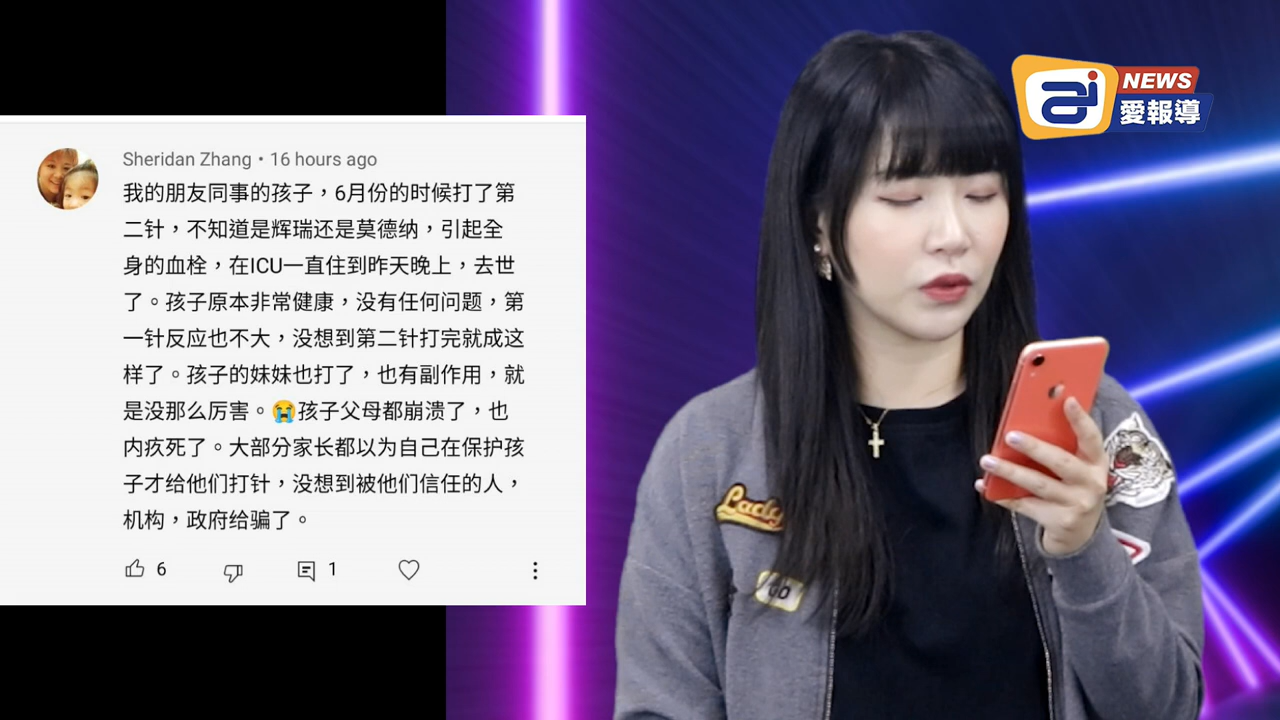 Sheridan Zhang • 16 hours ago
我的朋友同事的孩子，6月份的时候打了第
二针，不知道是辉瑞还是莫德纳，引起全
身的血栓，在ICU一直住到昨天晚上，去世
了。孩子原本非常健康，没有任何问题，第
一针反应也不大，没想到第二针打完就成这
样了。孩子的妹妹也打了，也有副作用，就
是没那么厉害。😭孩子父母都崩溃了，也
内疚死了。大部分家长都以为自己在保护孩
子才给他们打针，没想到被他们信任的人，
机构，政府给骗了。
6
1
ai NEWS
愛報導
Lady